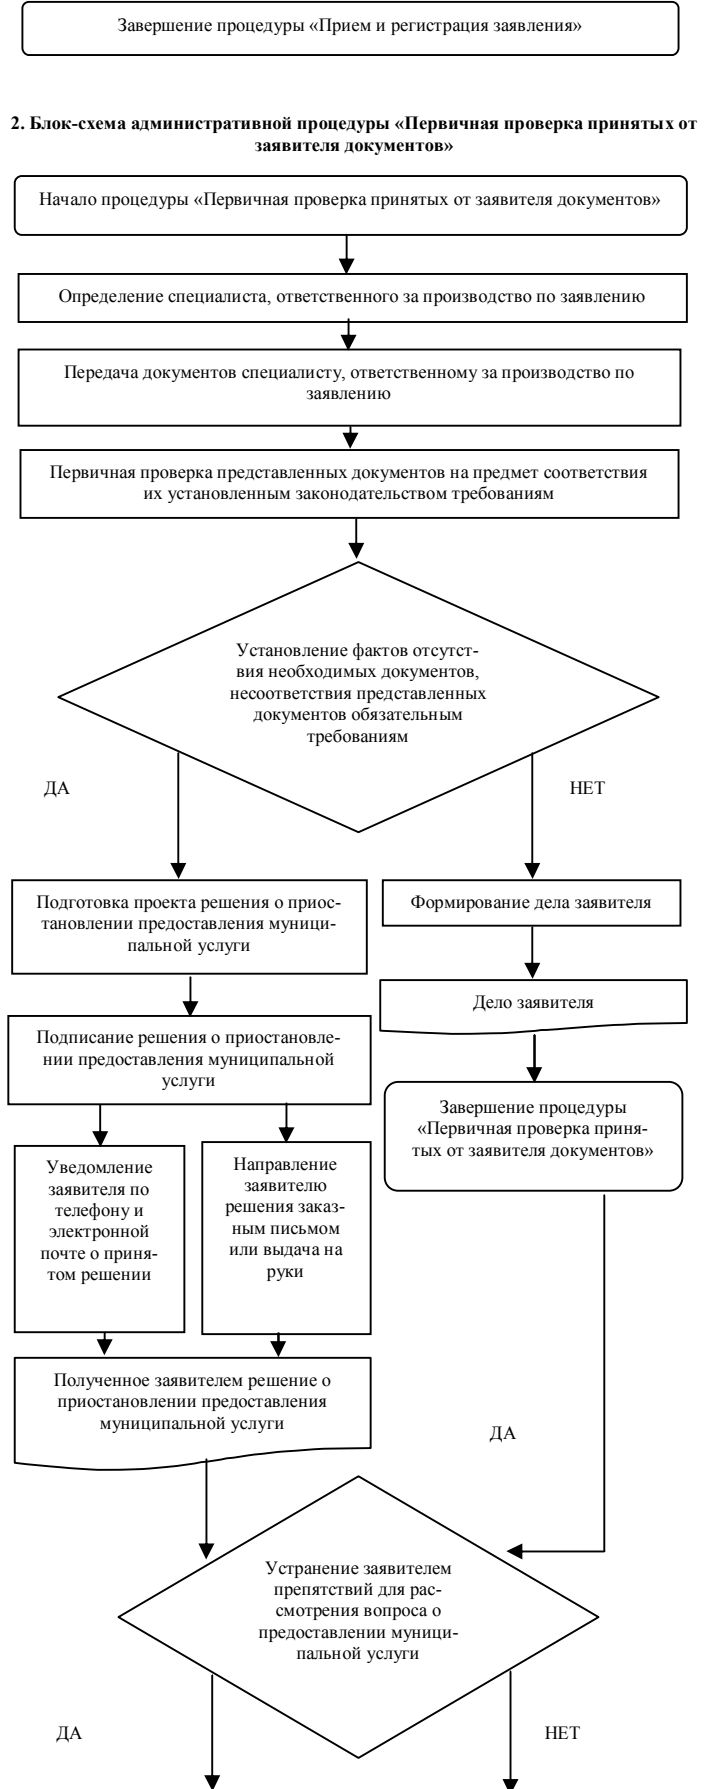 Завершение процедуры «Прием и регистрация заявления»
2. Блок-схема административной процедуры «Первичная проверка принятых от
заявителя документов»
Начало процедуры «Первичная проверка принятых от заявителя документов»
Определение специалиста, ответственного за производство по заявлению
Передача документов специалисту, ответственному за производство по
заявлению
Первичная проверка представленных документов на предмет соответствия
их установленным законодательством требованиям
Установление фактов отсутст-
вия необходимых документов,
несоответствия представленных
документов обязательным
требованиям
ДА
НЕТ
Подготовка проекта решения о приос-
тановлении предоставления муници-
пальной услуги
Формирование дела заявителя
Дело заявителя
Подписание решения о приостановле-
нии предоставления муниципальной
услуги
Завершение процедуры
«Первичная проверка приня-
тых от заявителя документов»
Уведомление
заявителя по
телефону и
электронной
почте о приня-
том решении
Направление
заявителю
решения заказ-
ным письмом
или выдача на
руки
Полученное заявителем решение о
приостановлении предоставления
муниципальной услуги
ДА
Устранение заявителем
препятствий для рас-
смотрения вопроса о
предоставлении муници-
пальной услуги
ДА
НЕТ